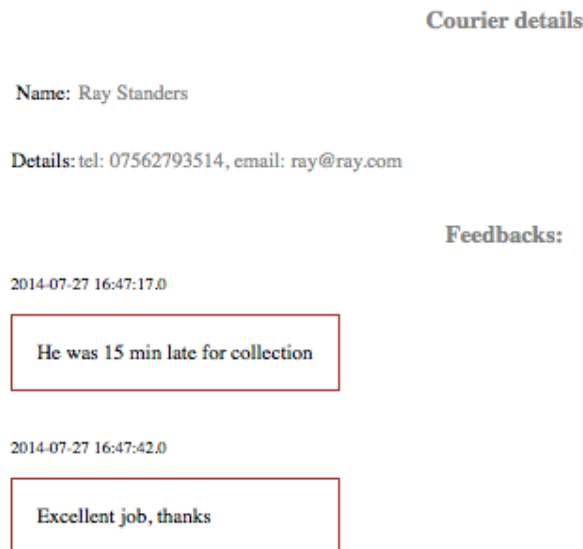 Courier details
Name: Ray Standers
Details: tel: 07562793514, email: ray@ray.com
Feedbacks:
2014-07-27 16:47:17.0
He was 15 min late for collection
2014-07-27 16:47:42.0
Excellent job, thanks